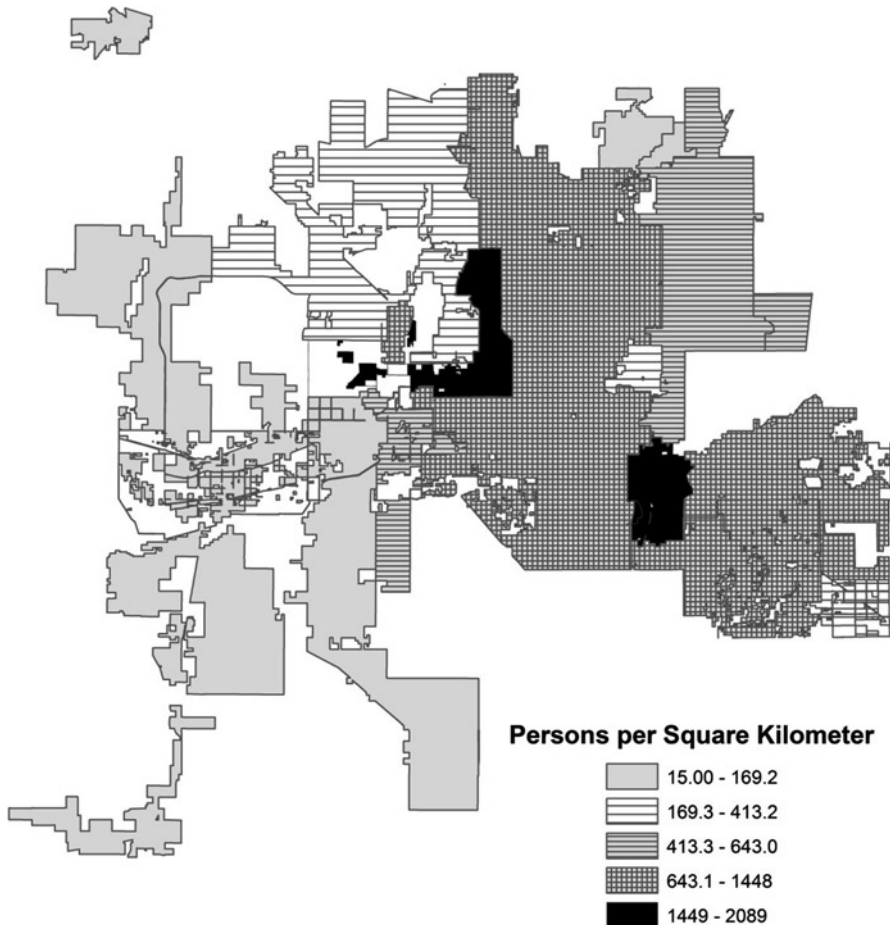 Persons per Square Kilometer
15.00 - 169.2
169.3 - 413.2
413.3 - 643.0
643.1 - 1448
1449 - 2089